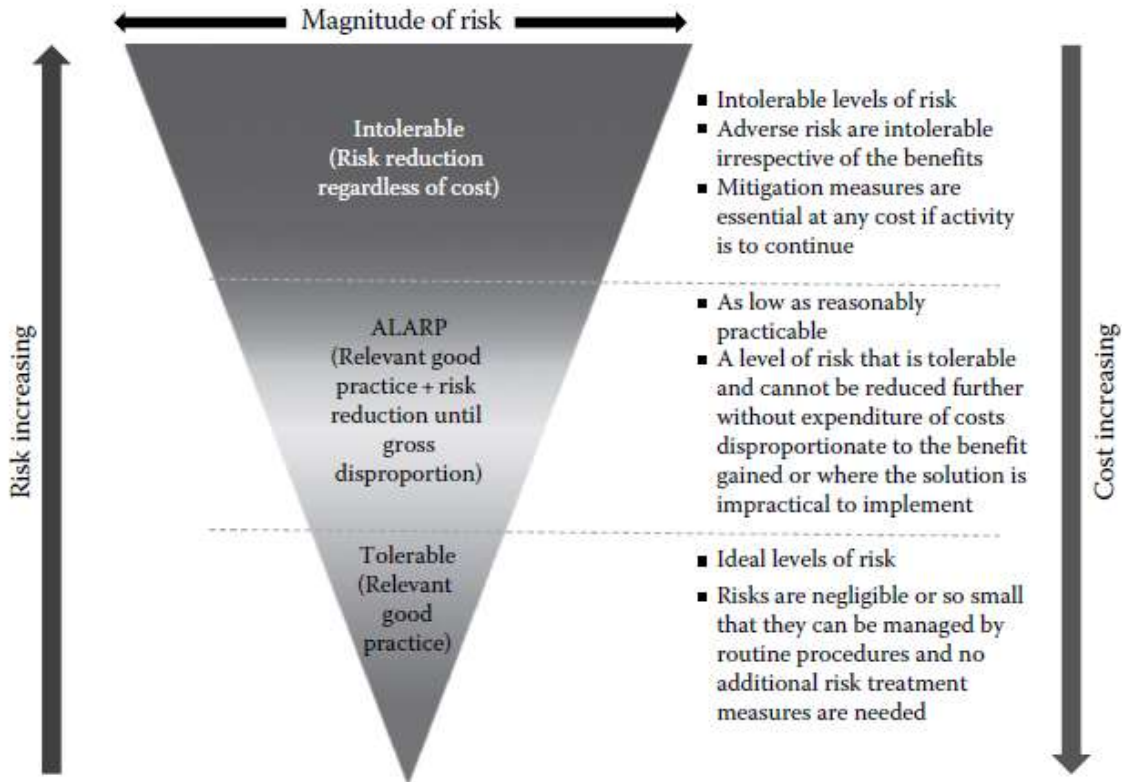 Magnitude of risk
Risk increasing
Intolerable
(Risk reduction
regardless of cost)
■ Intolerable levels of risk
■ Adverse risk are intolerable
irrespective of the benefits
■ Mitigation measures are
essential at any cost if activity
is to continue
ALARP
(Relevant good
practice + risk
reduction until
gross
disproportion)
■ As low as reasonably
practicable
■ A level of risk that is tolerable
and cannot be reduced further
without expenditure of costs
disproportionate to the benefit
gained or where the solution is
impractical to implement
Tolerable
(Relevant
good
practice)
■ Ideal levels of risk
■ Risks are negligible or so small
that they can be managed by
routine procedures and no
additional risk treatment
measures are needed
Cost increasing